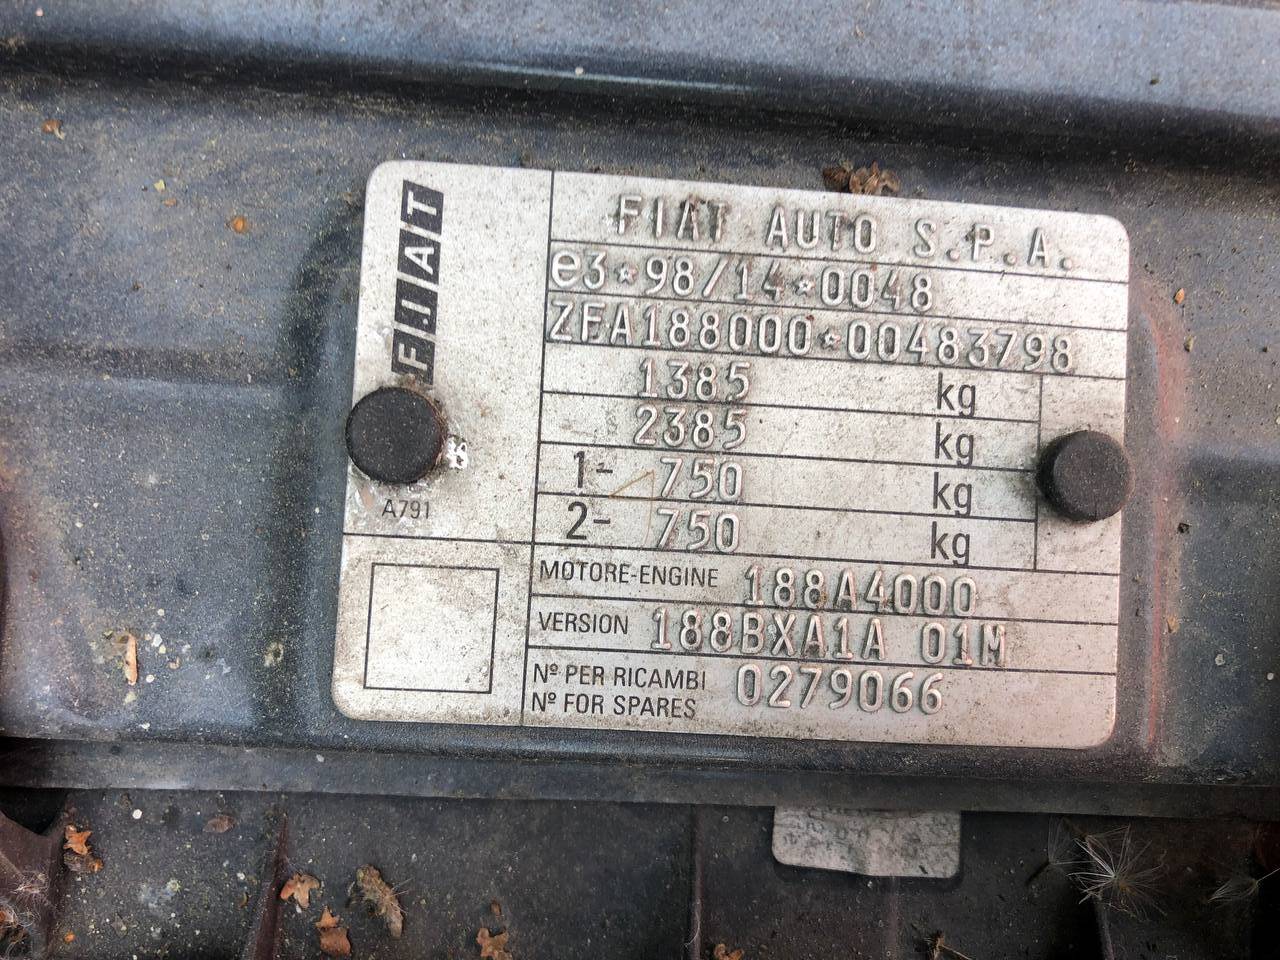 FIAT
FIAT AUTO S.P.A.
e3*98/14*0048
ZFA188000*00483798
1385 kg
2385 kg
1- 750 kg
2- 750 kg
A791
MOTORE-ENGINE 188A4000
VERSION 188BXA1A 01M
Nº PER RICAMBI
Nº FOR SPARES 0279066